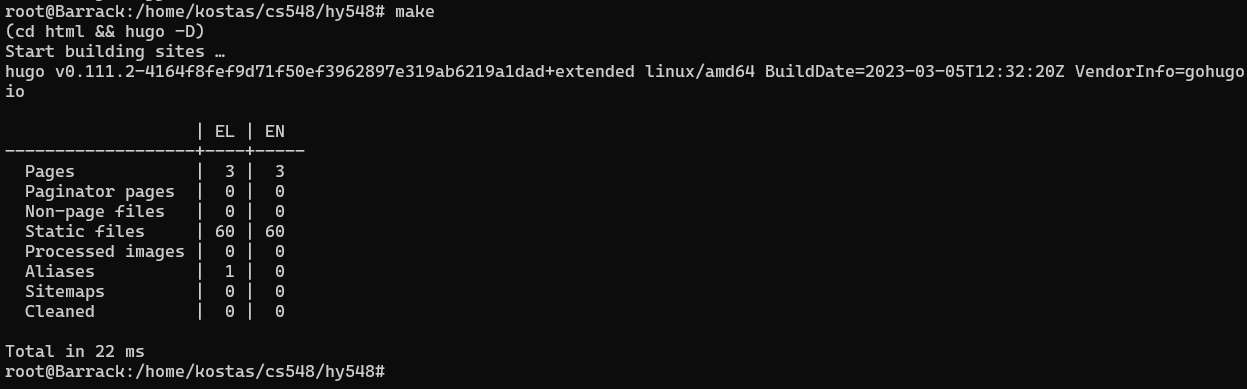 root@Barrack:/home/kostas/cs548/hy548# make
(cd html && hugo -D)
Start building sites …
hugo v0.111.2-4164f8fef9d71f50ef3962897e319ab6219a1dad+extended linux/amd64 BuildDate=2023-03-05T12:32:20Z VendorInfo=gohugo
io
                   | EL | EN
-------------------+----+-----
  Pages            |  3 |  3
  Paginator pages  |  0 |  0
  Non-page files   |  0 |  0
  Static files     | 60 | 60
  Processed images |  0 |  0
  Aliases          |  1 |  0
  Sitemaps         |  0 |  0
  Cleaned          |  0 |  0
Total in 22 ms
root@Barrack:/home/kostas/cs548/hy548#